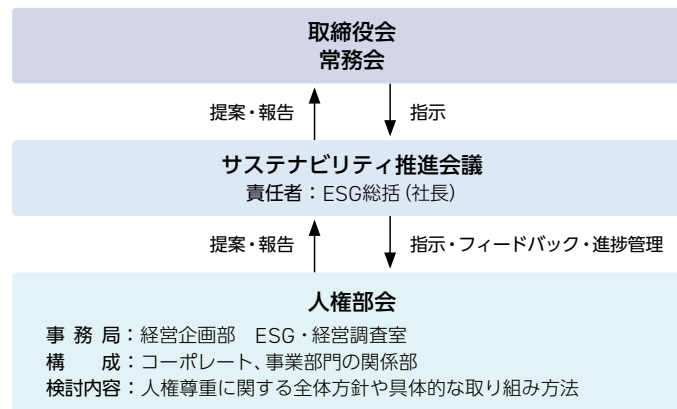 取締役会
常務会
提案・報告
指示
サステナビリティ推進会議
責任者：ESG総括（社長）
提案・報告
指示・フィードバック・進捗管理
人権部会
事務局：経営企画部　ESG・経営調査室
構　成：コーポレート、事業部門の関係部
検討内容：人権尊重に関する全体方針や具体的な取り組み方法